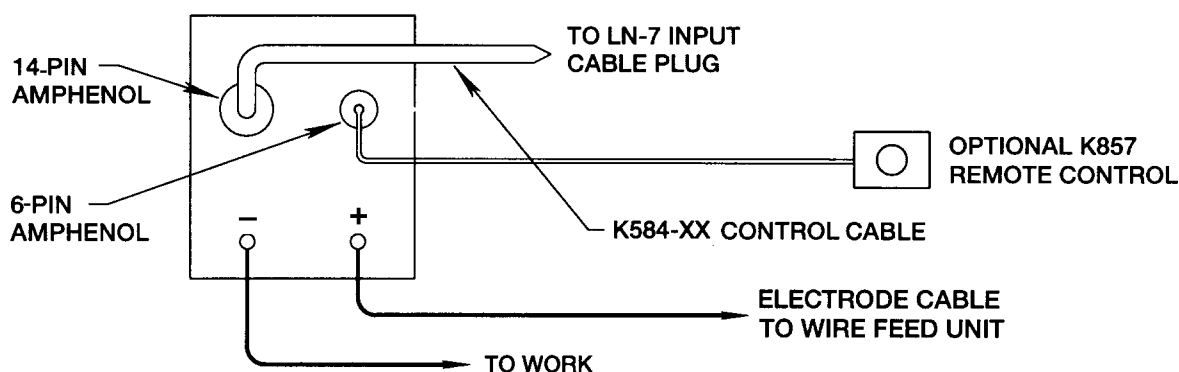 TO LN-7 INPUT
CABLE PLUG
14-PIN
AMPHENOL
OPTIONAL K857
REMOTE CONTROL
6-PIN
AMPHENOL
− +
K584-XX CONTROL CABLE
ELECTRODE CABLE
TO WIRE FEED UNIT
TO WORK